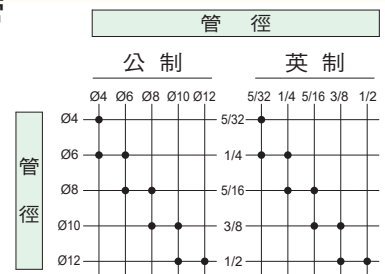 管 徑
公 制 英 制
Ø4 Ø6 Ø8 Ø10 Ø12 5/32 1/4 5/16 3/8 1/2
管 徑
Ø4 5/32
Ø6 1/4
Ø8 5/16
Ø10 3/8
Ø12 1/2